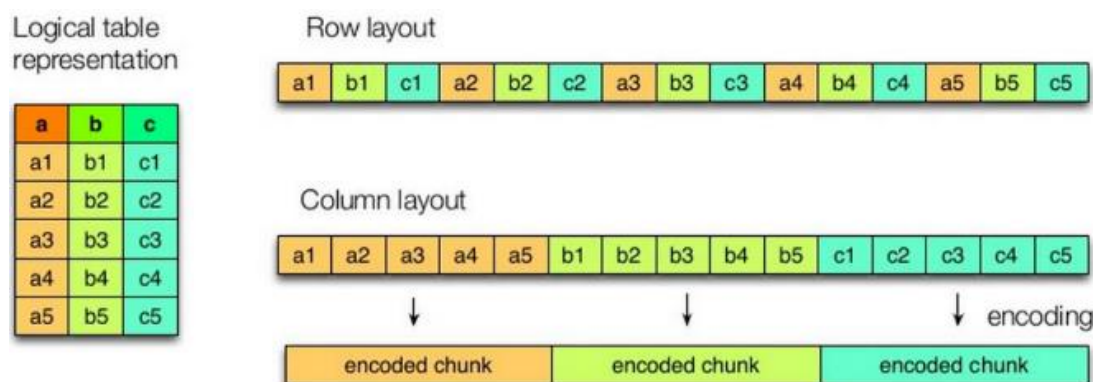 Logical table
representation
a b c
a1 b1 c1
a2 b2 c2
a3 b3 c3
a4 b4 c4
a5 b5 c5
Row layout
a1 b1 c1 a2 b2 c2 a3 b3 c3 a4 b4 c4 a5 b5 c5
Column layout
a1 a2 a3 a4 a5 b1 b2 b3 b4 b5 c1 c2 c3 c4 c5
encoding
encoded chunk encoded chunk encoded chunk